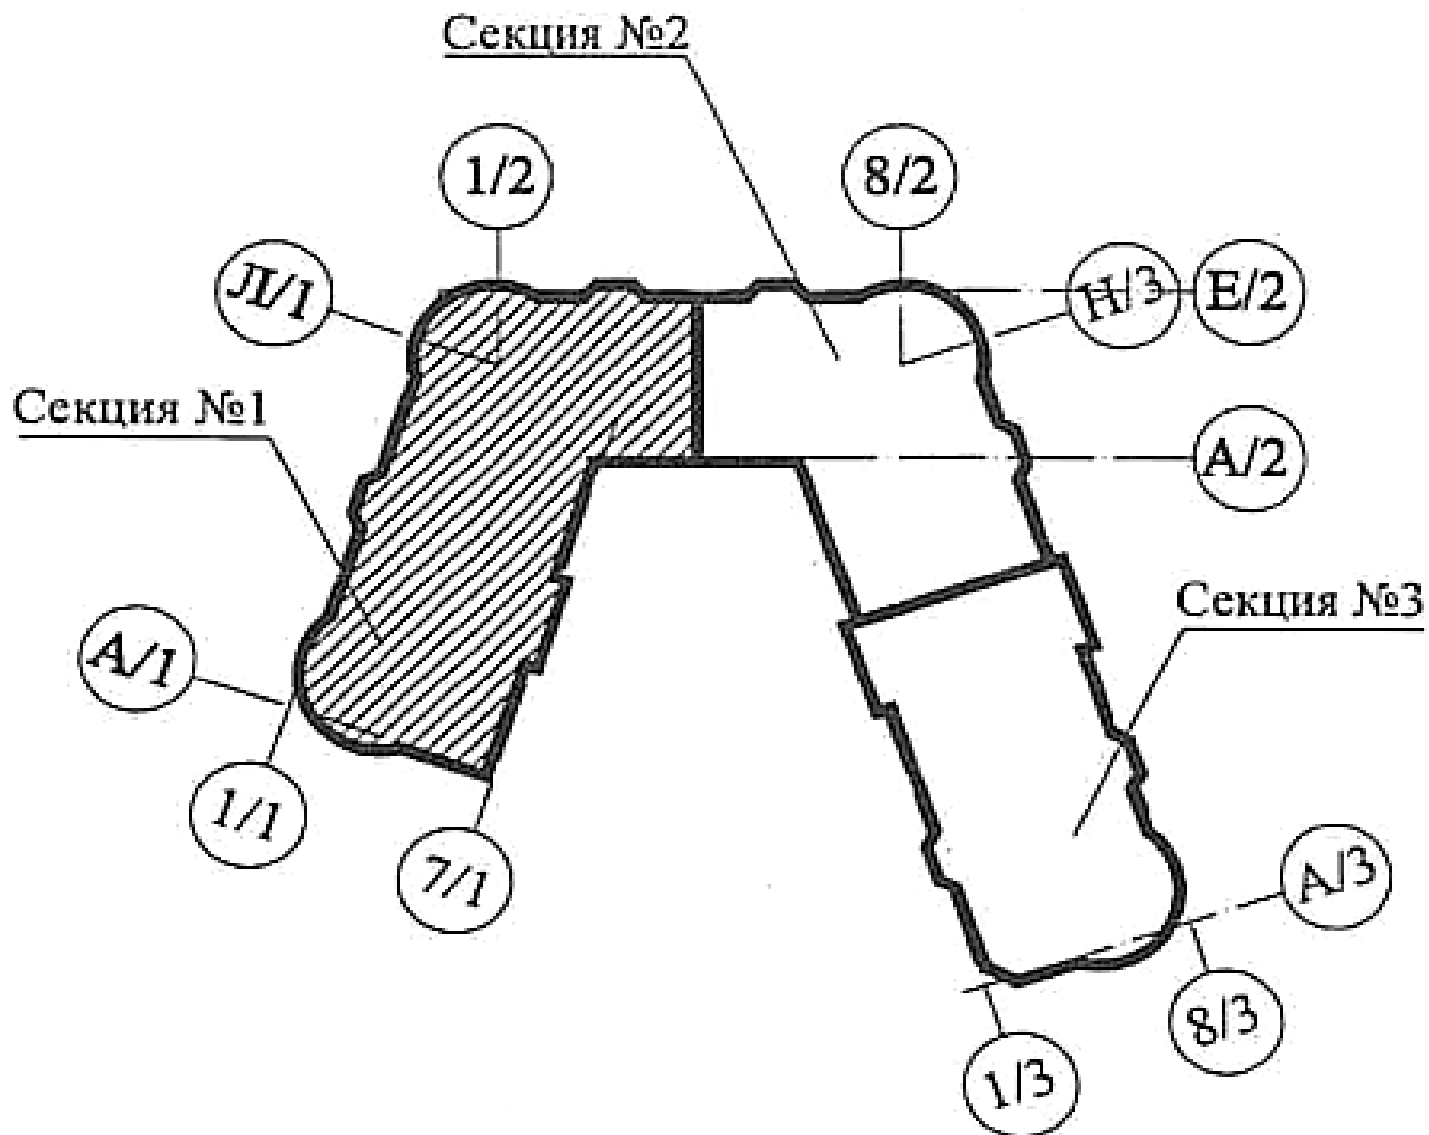 Секция №2
1/2
8/2
Л/1
Н/3
Е/2
Секция №1
А/2
Секция №3
А/1
1/1
7/1
А/3
8/3
1/3